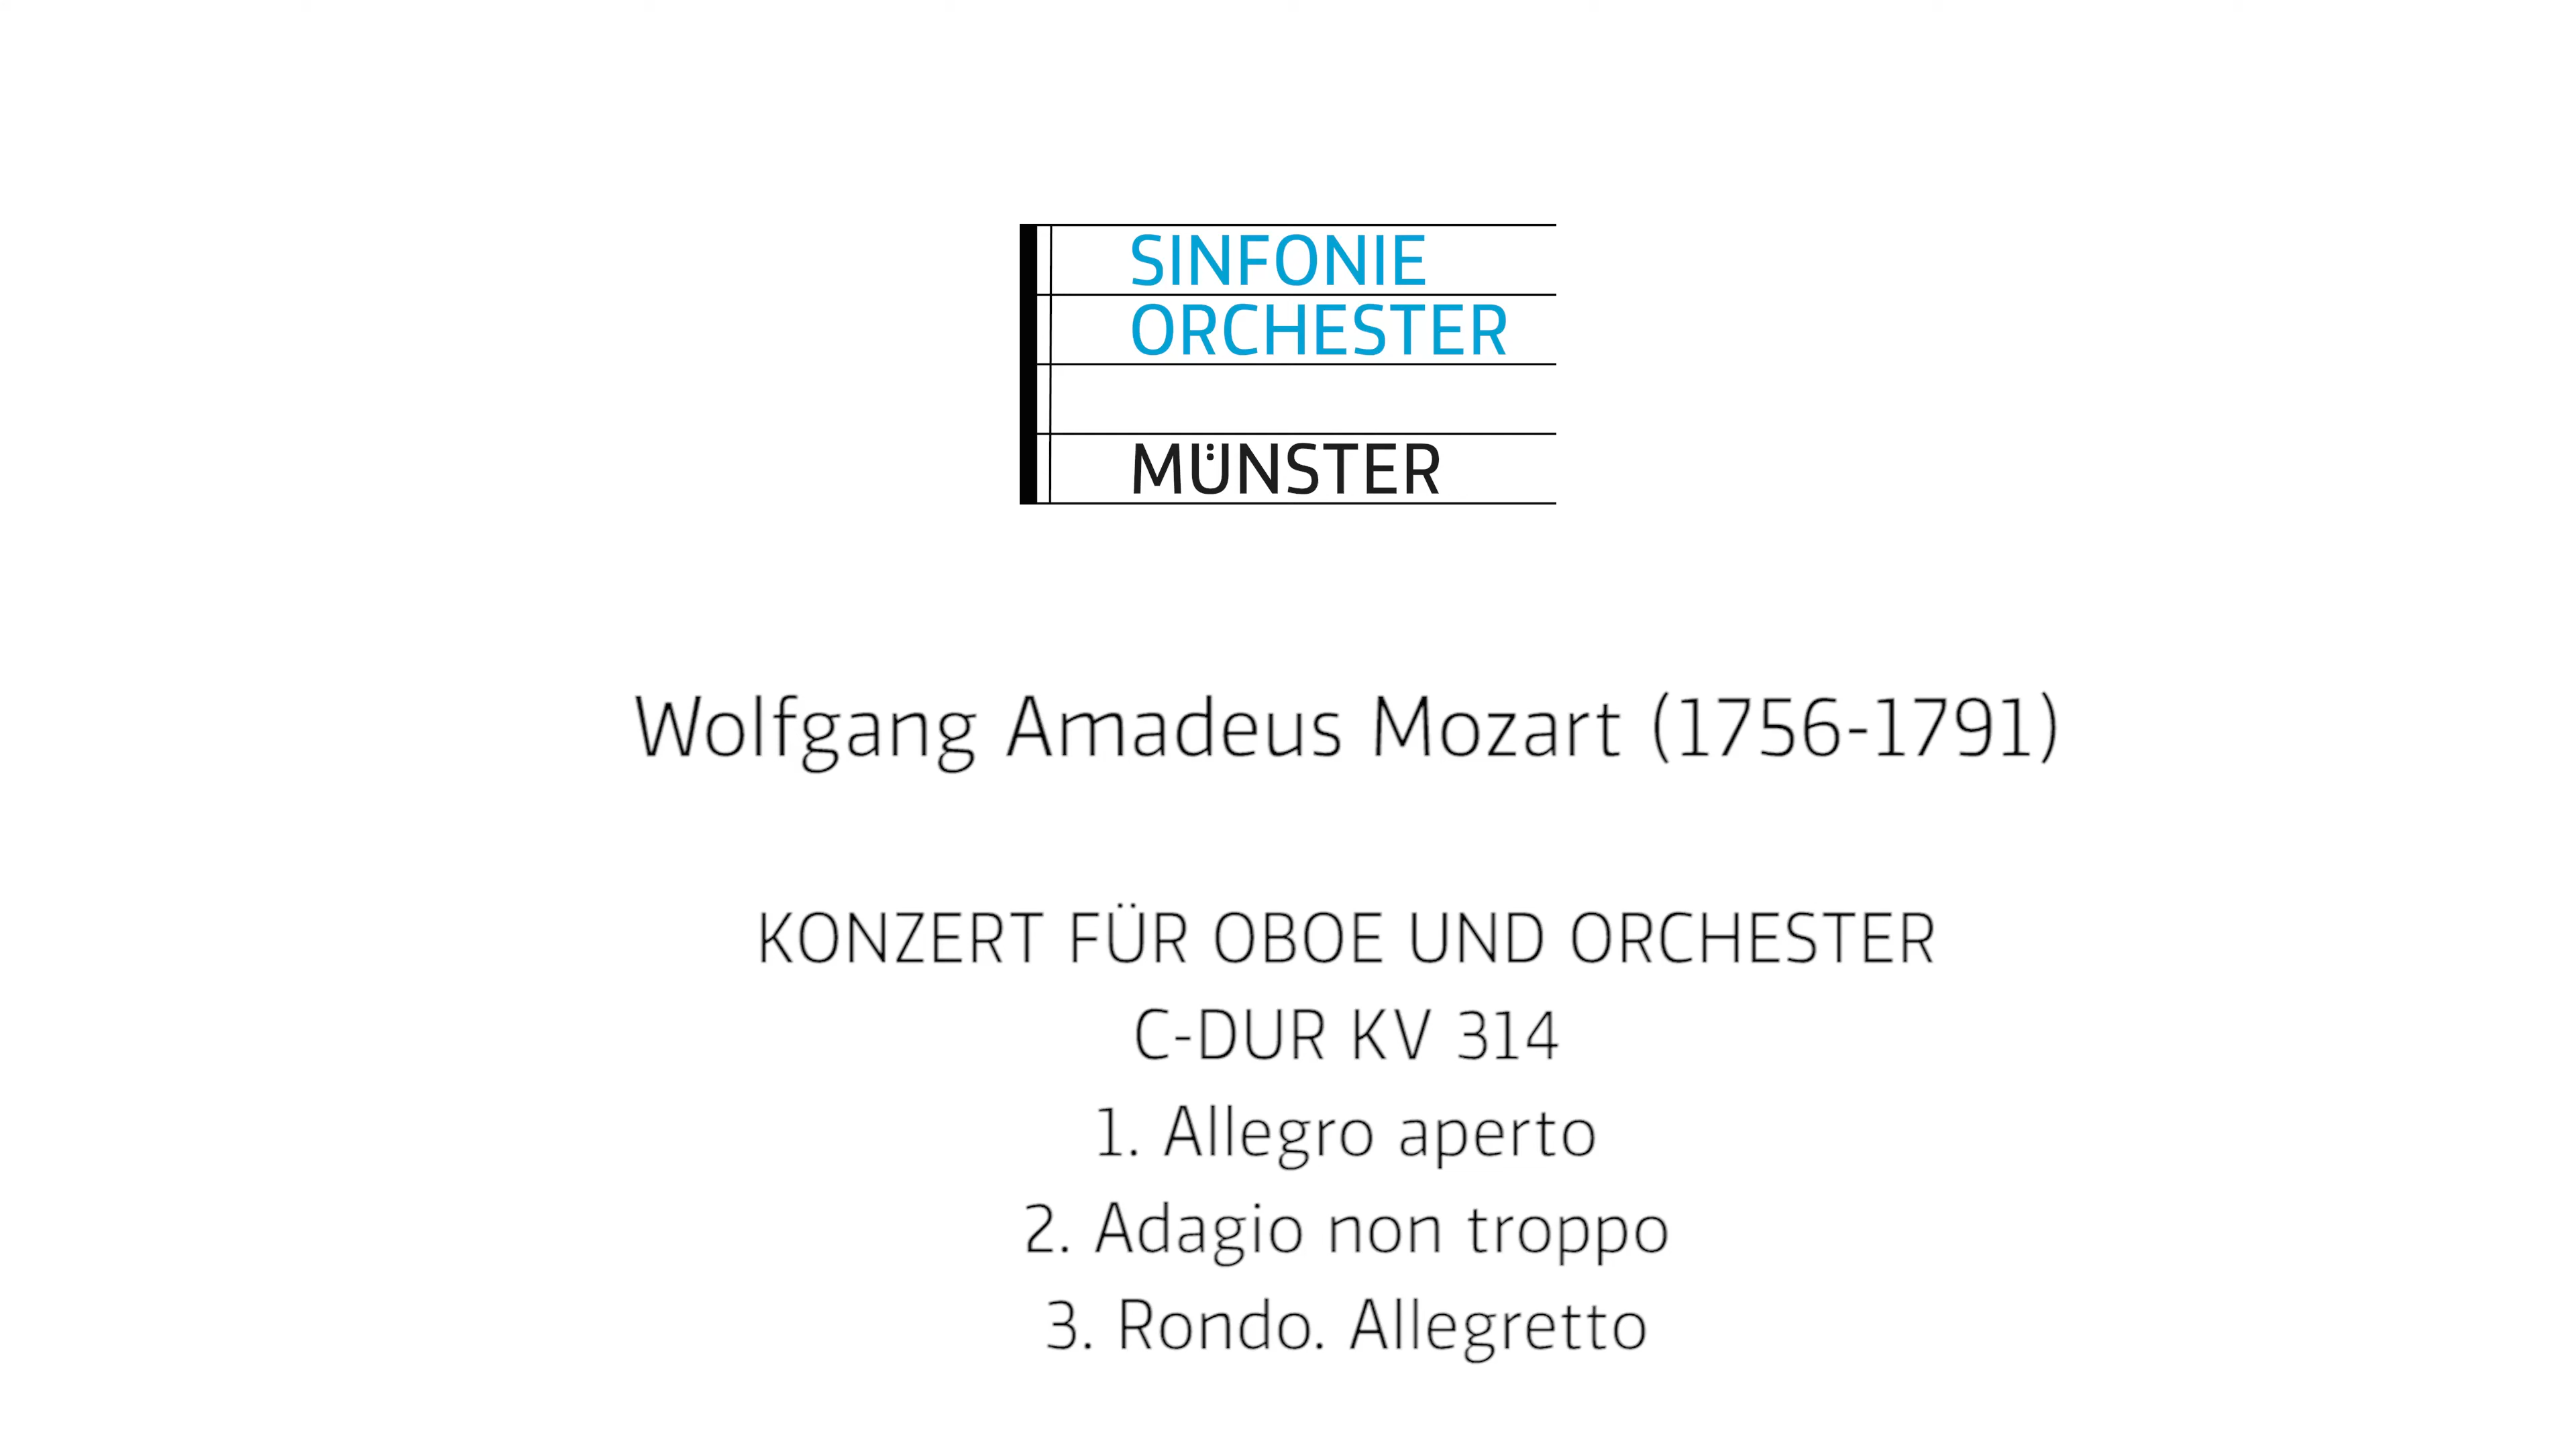 SINFONIE
ORCHESTER
MÜNSTER
Wolfgang Amadeus Mozart (1756-1791)
KONZERT FÜR OBOE UND ORCHESTER
C-DUR KV 314
1. Allegro aperto
2. Adagio non troppo
3. Rondo. Allegretto